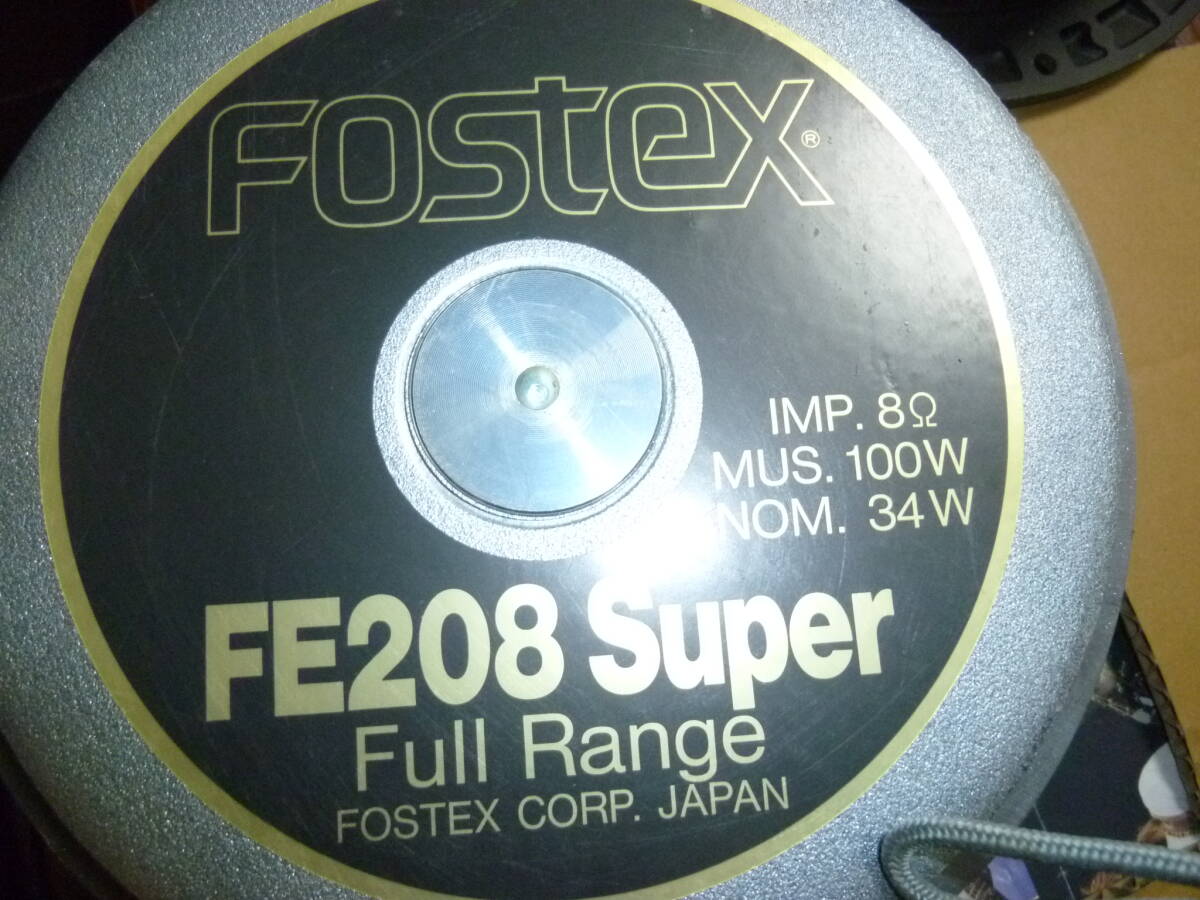 FOSTEX®
IMP. 8Ω
MUS. 100W
NOM. 34W
FE208 Super
Full Range
FOSTEX CORP. JAPAN